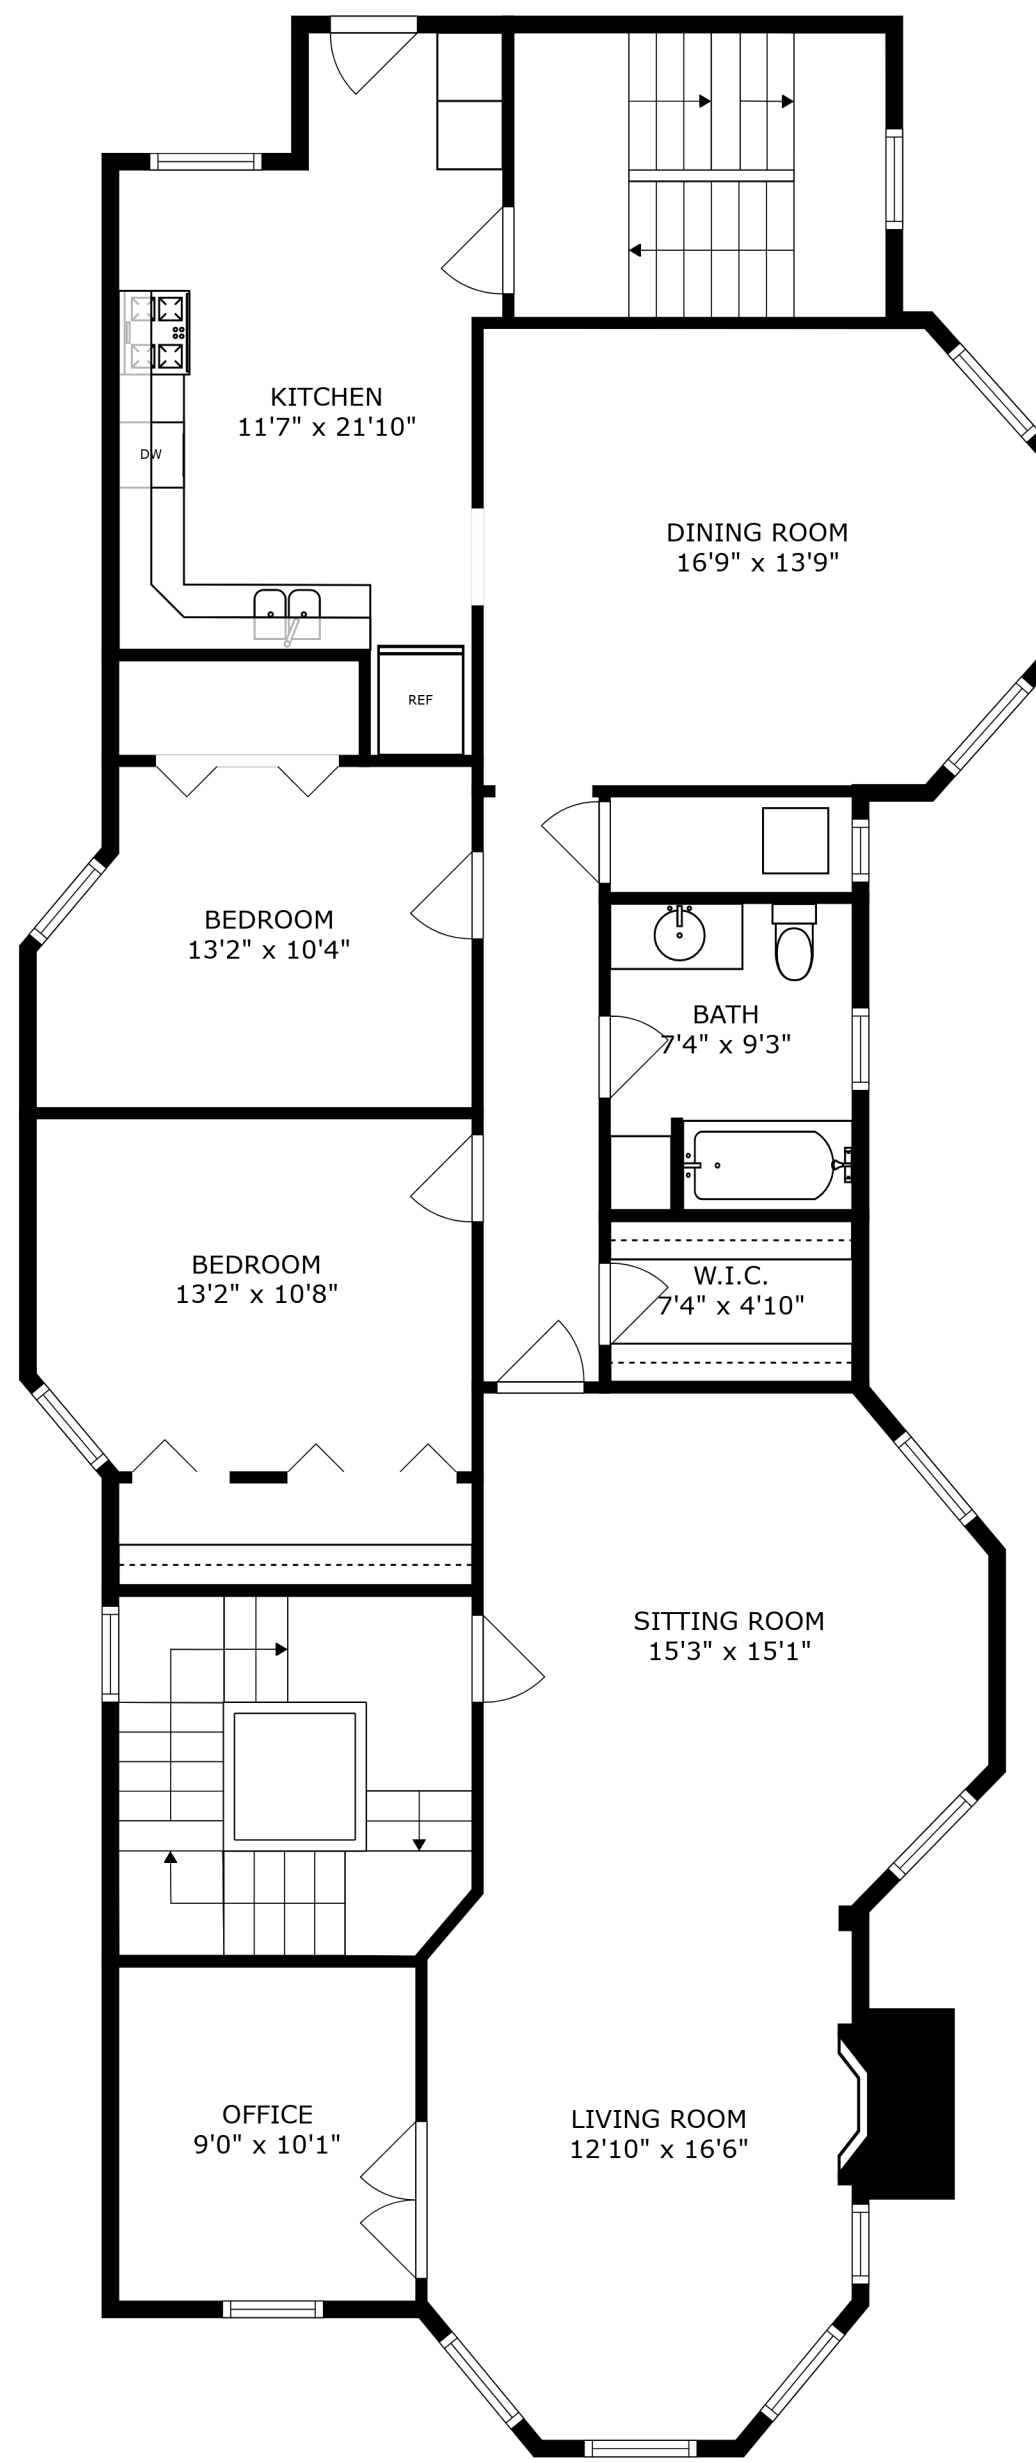 KITCHEN
11'7" x 21'10"
DW
DINING ROOM
16'9" x 13'9"
REF
BEDROOM
13'2" x 10'4"
BATH
7'4" x 9'3"
BEDROOM
13'2" x 10'8"
W.I.C.
7'4" x 4'10"
SITTING ROOM
15'3" x 15'1"
OFFICE
9'0" x 10'1"
LIVING ROOM
12'10" x 16'6"